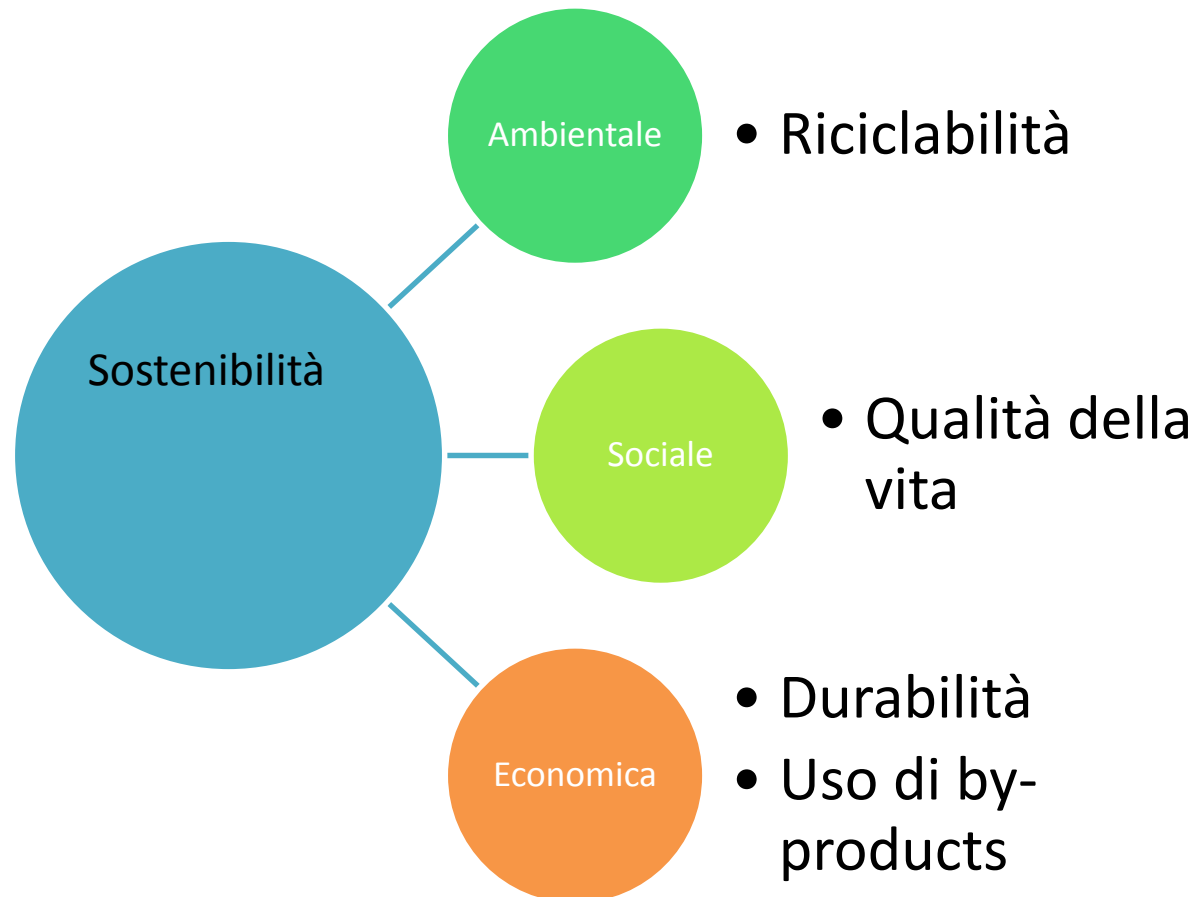 Ambientale
• Riciclabilità
Sostenibilità
Sociale
• Qualità della
vita
Economica
• Durabilità
• Uso di by-
products